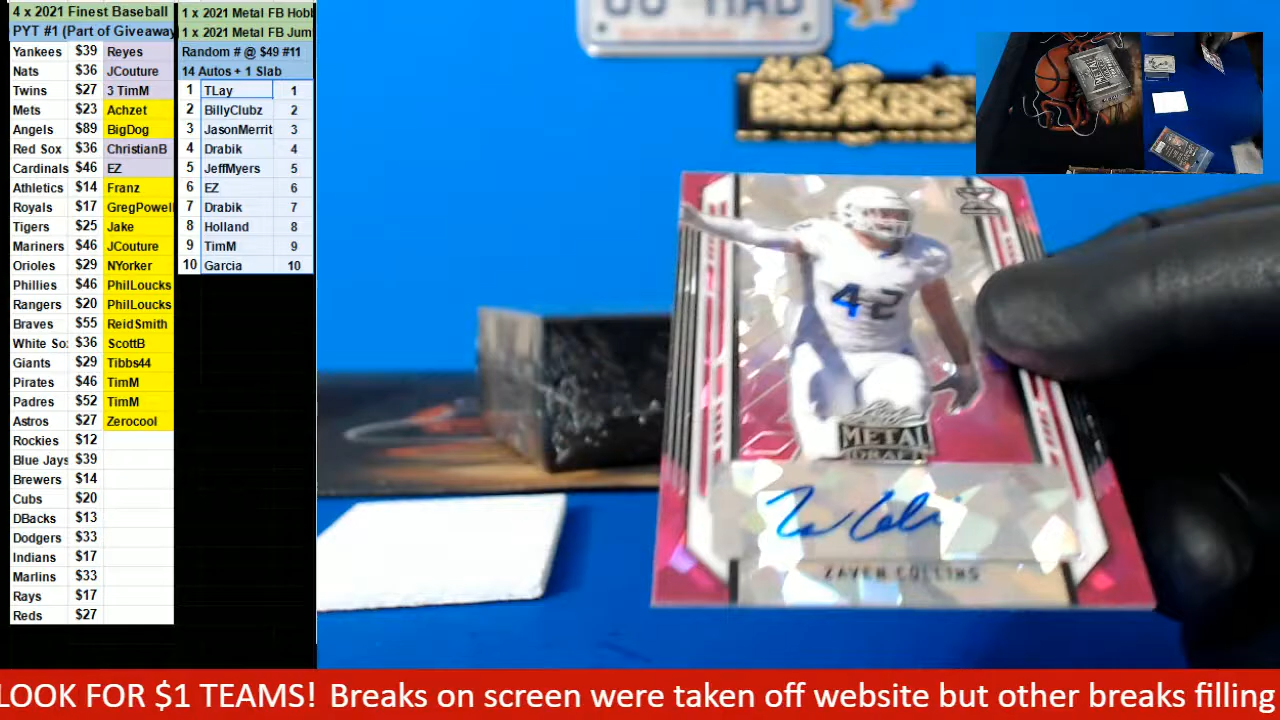 4 x 2021 Finest Baseball
PYT #1 (Part of Giveaway
Yankees $39 Reyes
Nats $36 JCouture
Twins $27 3 TimM
Mets $23 Achzet
Angels $89 BigDog
Red Sox $36 ChristianB
Cardinals $46 EZ
Athletics $14 Franz
Royals $17 GregPowell
Tigers $25 Jake
Mariners $46 JCouture
Orioles $29 NYorker
Phillies $46 PhilLoucks
Rangers $20 PhilLoucks
Braves $55 ReidSmith
White So $36 ScottB
Giants $29 Tibbs44
Pirates $46 TimM
Padres $52 TimM
Astros $27 Zerocool
Rockies $12
Blue Jays $39
Brewers $14
Cubs $20
DBacks $13
Dodgers $33
Indians $17
Marlins $33
Rays $17
Reds $27
1 x 2021 Metal FB Hobb
1 x 2021 Metal FB Jum
Random # @ $49 #11
14 Autos + 1 Slab
1 TLay 1
2 BillyClubz 2
3 JasonMerrit 3
4 Drabik 4
5 JeffMyers 5
6 EZ 6
7 Drabik 7
8 Holland 8
9 TimM 9
10 Garcia 10
BREAKERS
42
Leaf
METAL
DRAFT
ZAVEN COLLINS
METAL
LOOK FOR $1 TEAMS! Breaks on screen were taken off website but other breaks filling